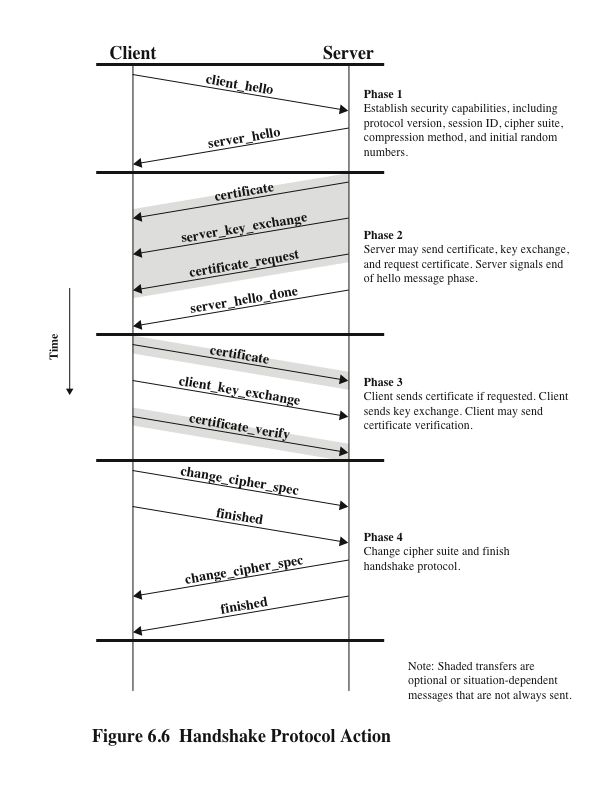 Client
Server
client_hello
server_hello
Phase 1
Establish security capabilities, including
protocol version, session ID, cipher suite,
compression method, and initial random
numbers.
certificate
server_key_exchange
certificate_request
server_hello_done
Phase 2
Server may send certificate, key exchange,
and request certificate. Server signals end
of hello message phase.
Time
certificate
client_key_exchange
certificate_verify
Phase 3
Client sends certificate if requested. Client
sends key exchange. Client may send
certificate verification.
change_cipher_spec
finished
change_cipher_spec
finished
Phase 4
Change cipher suite and finish
handshake protocol.
Note: Shaded transfers are
optional or situation-dependent
messages that are not always sent.
Figure 6.6 Handshake Protocol Action